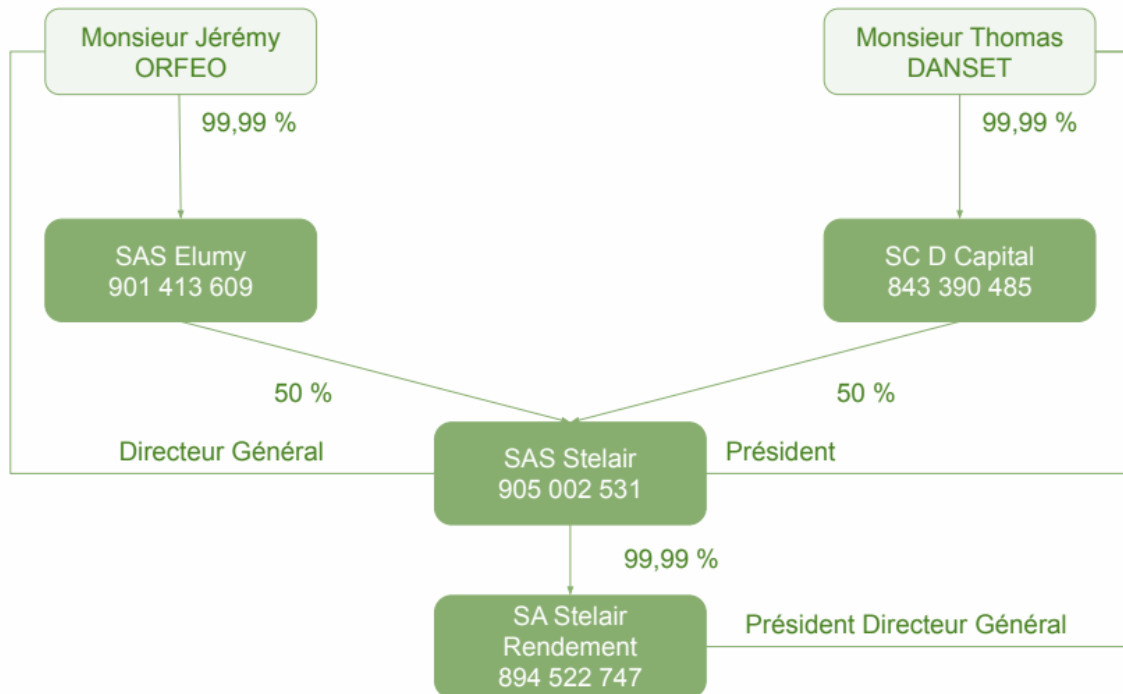 Monsieur Jérémy
ORFEO
Monsieur Thomas
DANSET
99,99 %
99,99 %
SAS Elumy
901 413 609
SC D Capital
843 390 485
50 %
50 %
Directeur Général
SAS Stelair
905 002 531
Président
99,99 %
SA Stelair
Rendement
894 522 747
Président Directeur Général